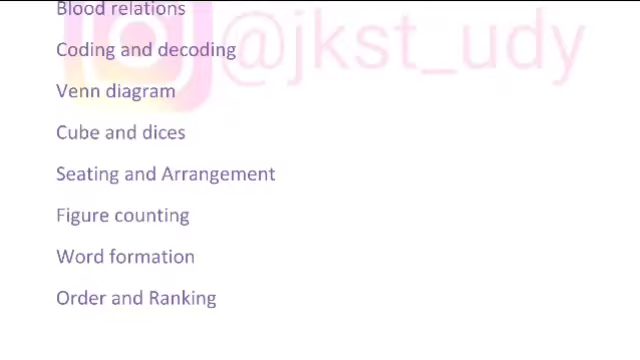 Blood relations
@jkst_udy
Coding and decoding
Venn diagram
Cube and dices
Seating and Arrangement
Figure counting
Word formation
Order and Ranking